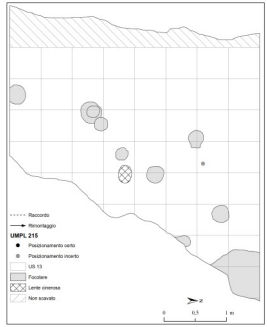 Raccordo
Rimontaggio
UMPL 215
Posizionamento certo
Posizionamento incerto
US 13
Focolare
Lente cinerosa
Non scavato
Z
0 0,5 1 m